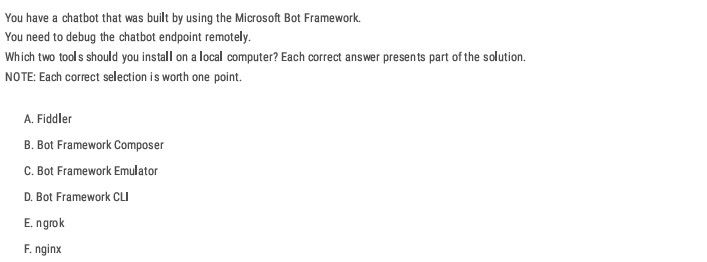 You have a chatbot that was built by using the Microsoft Bot Framework.
You need to debug the chatbot endpoint remotely.
Which two tools should you install on a local computer? Each correct answer presents part of the solution.
NOTE: Each correct selection is worth one point.
A. Fiddler
B. Bot Framework Composer
C. Bot Framework Emulator
D. Bot Framework CLI
E. ngrok
F. nginx